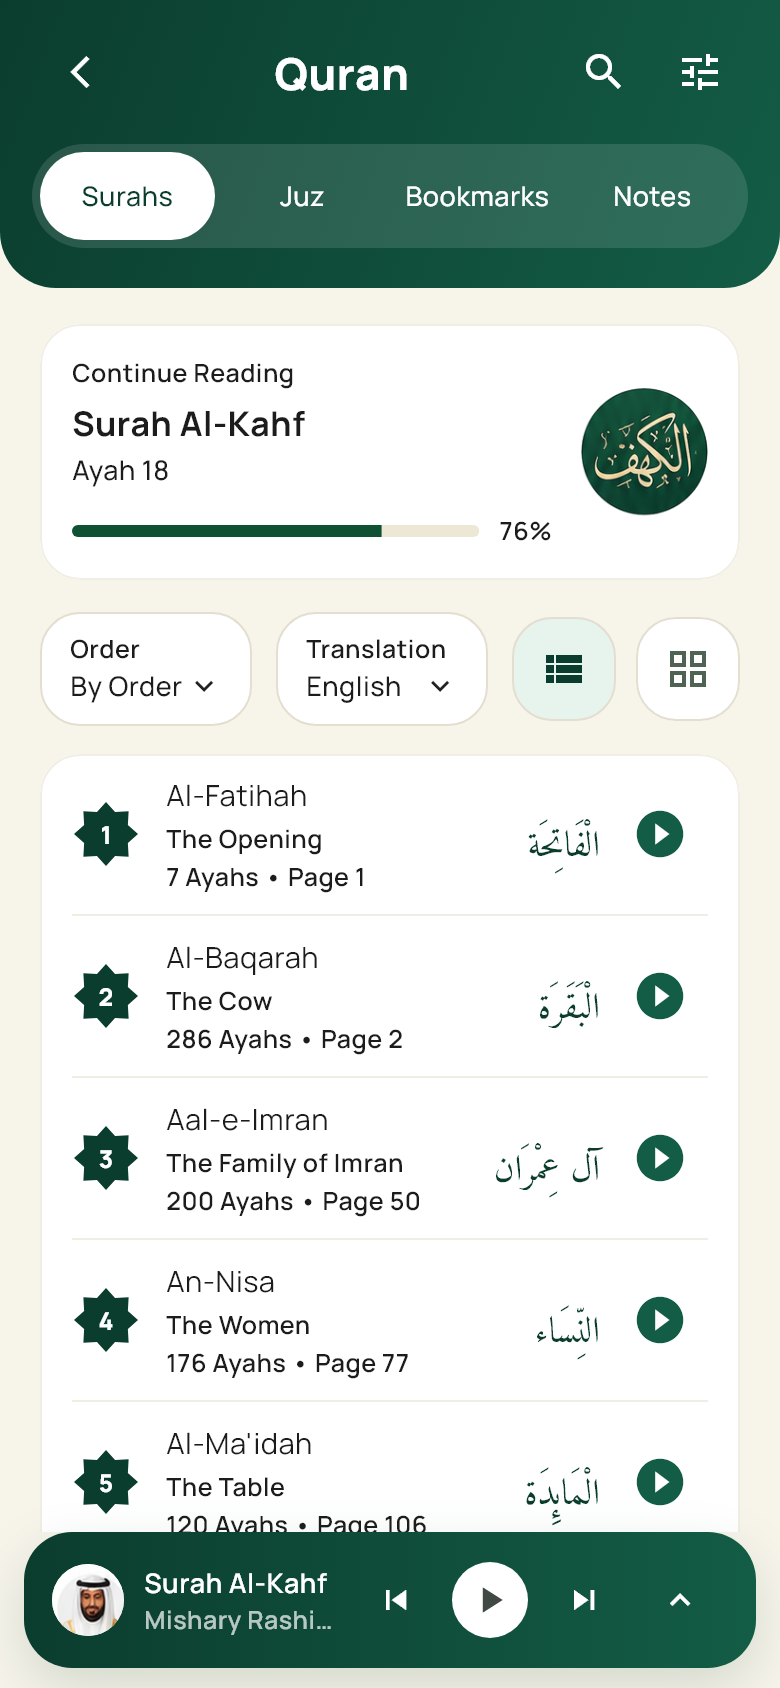 Quran
Surahs
Juz
Bookmarks
Notes
Continue Reading
Surah Al-Kahf
Ayah 18
76%
الكهف
Order
By Order
Translation
English
1
Al-Fatihah
The Opening
7 Ayahs • Page 1
الْفَاتِحَة
2
Al-Baqarah
The Cow
286 Ayahs • Page 2
الْبَقَرَة
3
Aal-e-Imran
The Family of Imran
200 Ayahs • Page 50
آل عِمْرَان
4
An-Nisa
The Women
176 Ayahs • Page 77
النِّسَاء
5
Al-Ma'idah
The Table
120 Ayahs • Page 106
الْمَائِدَة
Surah Al-Kahf
Mishary Rashi...